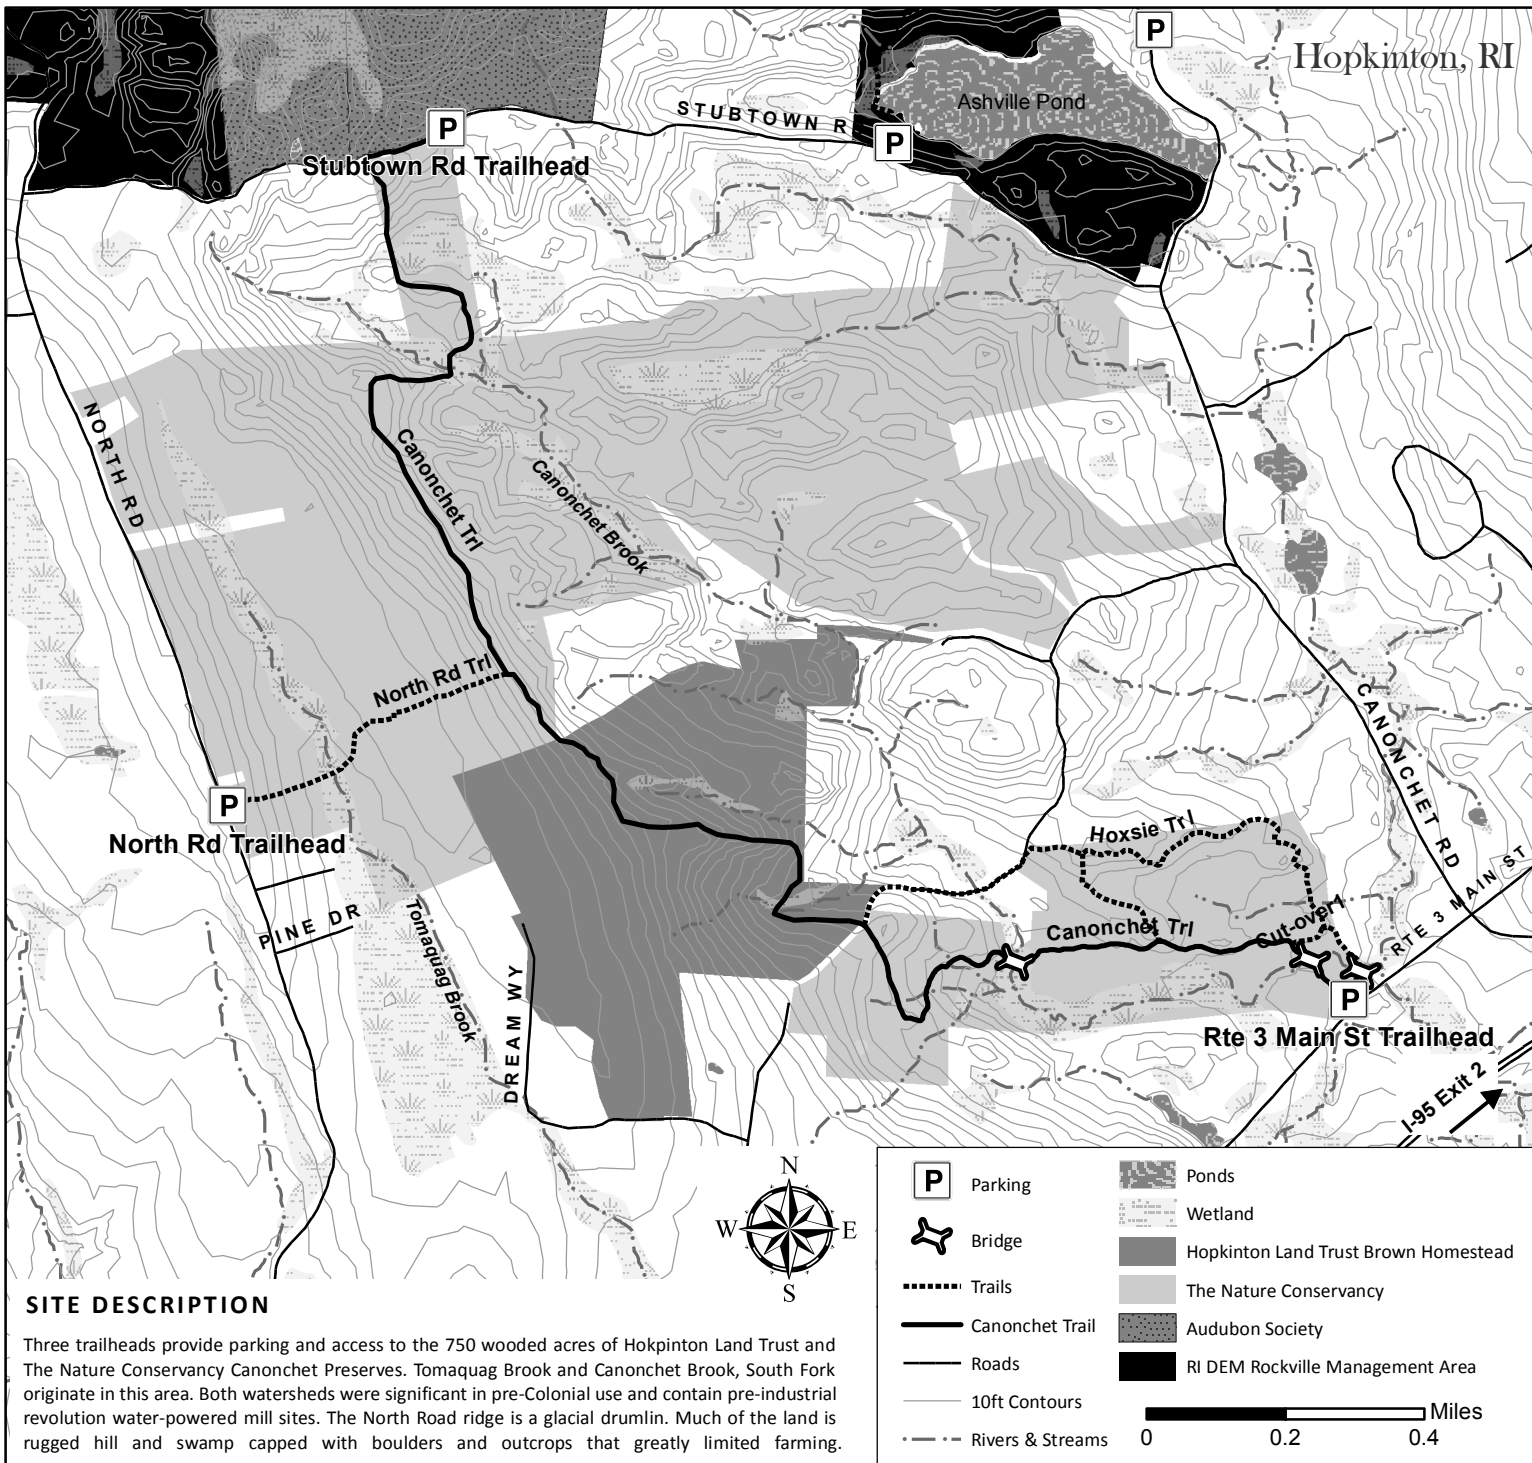 P
Hopkinton, RI
Ashville Pond
STUBTOWN R
P
P
Stubtown Rd Trailhead
NORTH RD
Canonchet Trl
Canonchet Brook
North Rd Trl
CANONCHET RD
P
North Rd Trailhead
Hoxsie Trl
PINE DR
Tomaquag Brook
DREAM WY
Canonchet Trl
Cut-over1
RTE 3 MAIN ST
P
Rte 3 Main St Trailhead
I-95 Exit 2
N
W E
S
P Parking
Bridge
Trails
Canonchet Trail
Roads
10ft Contours
Rivers & Streams
Ponds
Wetland
Hopkinton Land Trust Brown Homestead
The Nature Conservancy
Audubon Society
RI DEM Rockville Management Area
Miles
0 0.2 0.4
SITE DESCRIPTION
Three trailheads provide parking and access to the 750 wooded acres of Hokpinton Land Trust and
The Nature Conservancy Canonchet Preserves. Tomaquag Brook and Canonchet Brook, South Fork
originate in this area. Both watersheds were significant in pre-Colonial use and contain pre-industrial
revolution water-powered mill sites. The North Road ridge is a glacial drumlin. Much of the land is
rugged hill and swamp capped with boulders and outcrops that greatly limited farming.